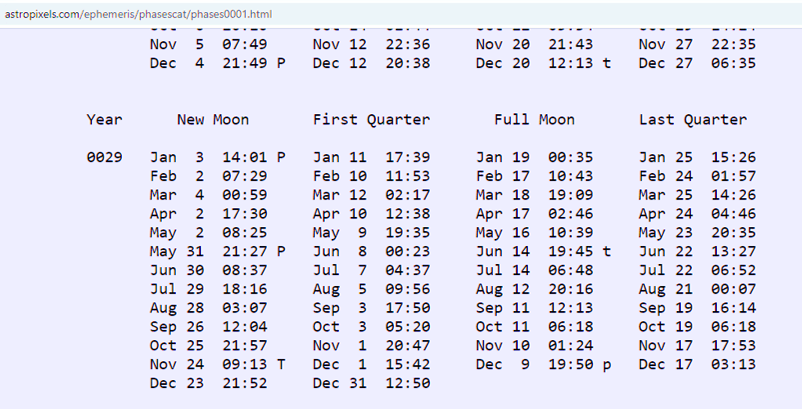 astropixels.com/ephemeris/phasescat/phases0001.html
Nov 5 07:49 Nov 12 22:36 Nov 20 21:43 Nov 27 22:35
Dec 4 21:49 P Dec 12 20:38 Dec 20 12:13 t Dec 27 06:35
Year New Moon First Quarter Full Moon Last Quarter
0029 Jan 3 14:01 P Jan 11 17:39 Jan 19 00:35 Jan 25 15:26
Feb 2 07:29 Feb 10 11:53 Feb 17 10:43 Feb 24 01:57
Mar 4 00:59 Mar 12 02:17 Mar 18 19:09 Mar 25 14:26
Apr 2 17:30 Apr 10 12:38 Apr 17 02:46 Apr 24 04:46
May 2 08:25 May 9 19:35 May 16 10:39 May 23 20:35
May 31 21:27 P Jun 8 00:23 Jun 14 19:45 t Jun 22 13:27
Jun 30 08:37 Jul 7 04:37 Jul 14 06:48 Jul 22 06:52
Jul 29 18:16 Aug 5 09:56 Aug 12 20:16 Aug 21 00:07
Aug 28 03:07 Sep 3 17:50 Sep 11 12:13 Sep 19 16:14
Sep 26 12:04 Oct 3 05:20 Oct 11 06:18 Oct 19 06:18
Oct 25 21:57 Nov 1 20:47 Nov 10 01:24 Nov 17 17:53
Nov 24 09:13 T Dec 1 15:42 Dec 9 19:50 p Dec 17 03:13
Dec 23 21:52 Dec 31 12:50